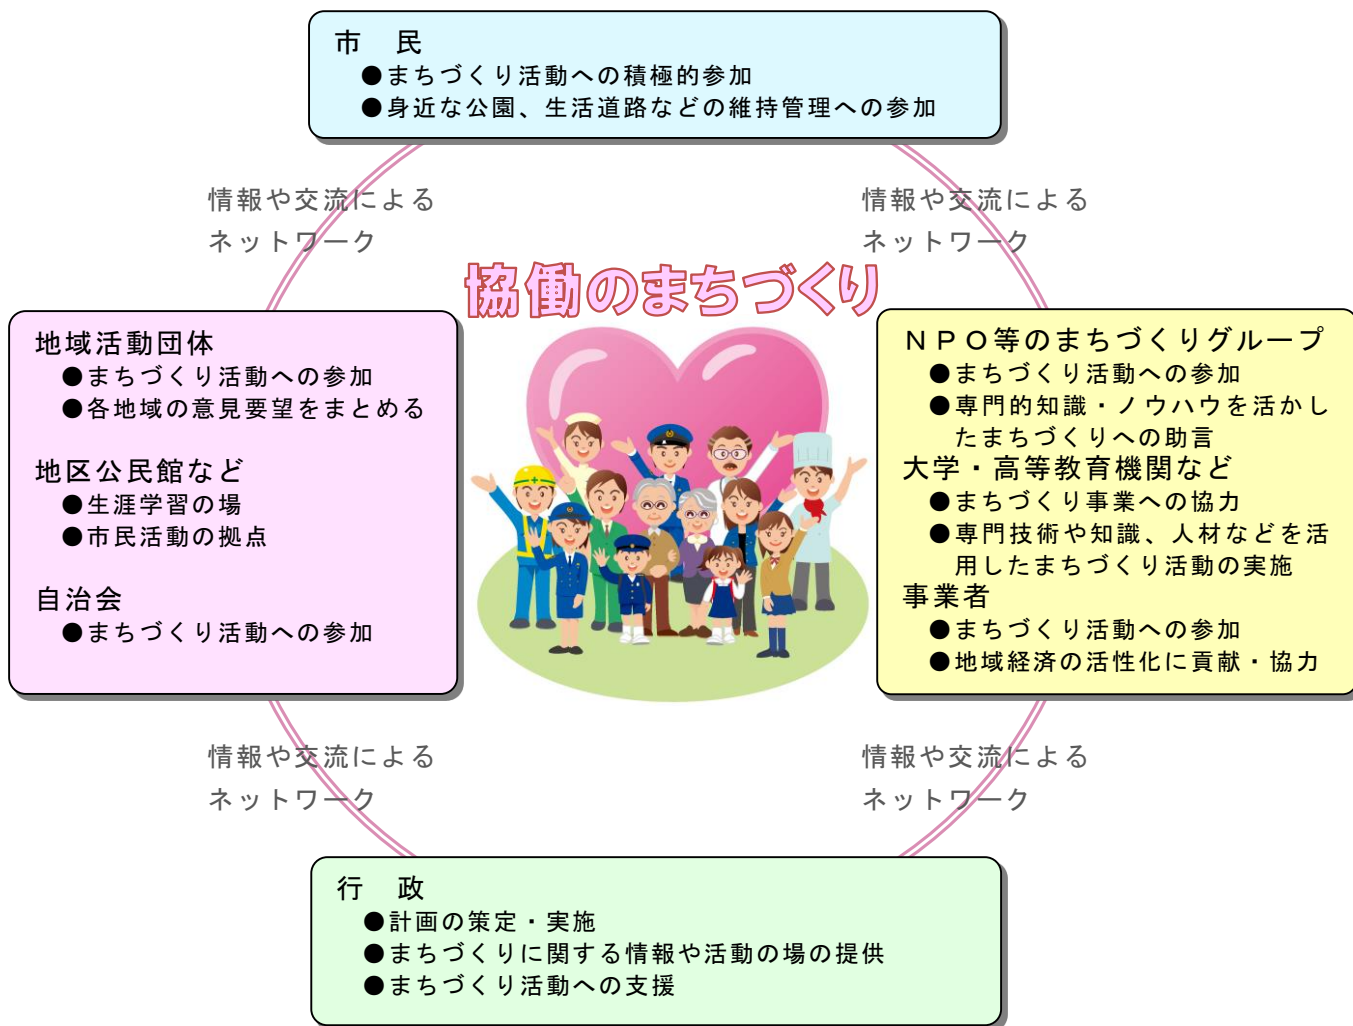 市　民
●まちづくり活動への積極的参加
●身近な公園、生活道路などの維持管理への参加
情報や交流による
ネットワーク
情報や交流による
ネットワーク
協働のまちづくり
地域活動団体
●まちづくり活動への参加
●各地域の意見要望をまとめる
地区公民館など
●生涯学習の場
●市民活動の拠点
自治会
●まちづくり活動への参加
ＮＰＯ等のまちづくりグループ
●まちづくり活動への参加
●専門的知識・ノウハウを活かし
たまちづくりへの助言
大学・高等教育機関など
●まちづくり事業への協力
●専門技術や知識、人材などを活
用したまちづくり活動の実施
事業者
●まちづくり活動への参加
●地域経済の活性化に貢献・協力
情報や交流による
ネットワーク
情報や交流による
ネットワーク
行　政
●計画の策定・実施
●まちづくりに関する情報や活動の場の提供
●まちづくり活動への支援